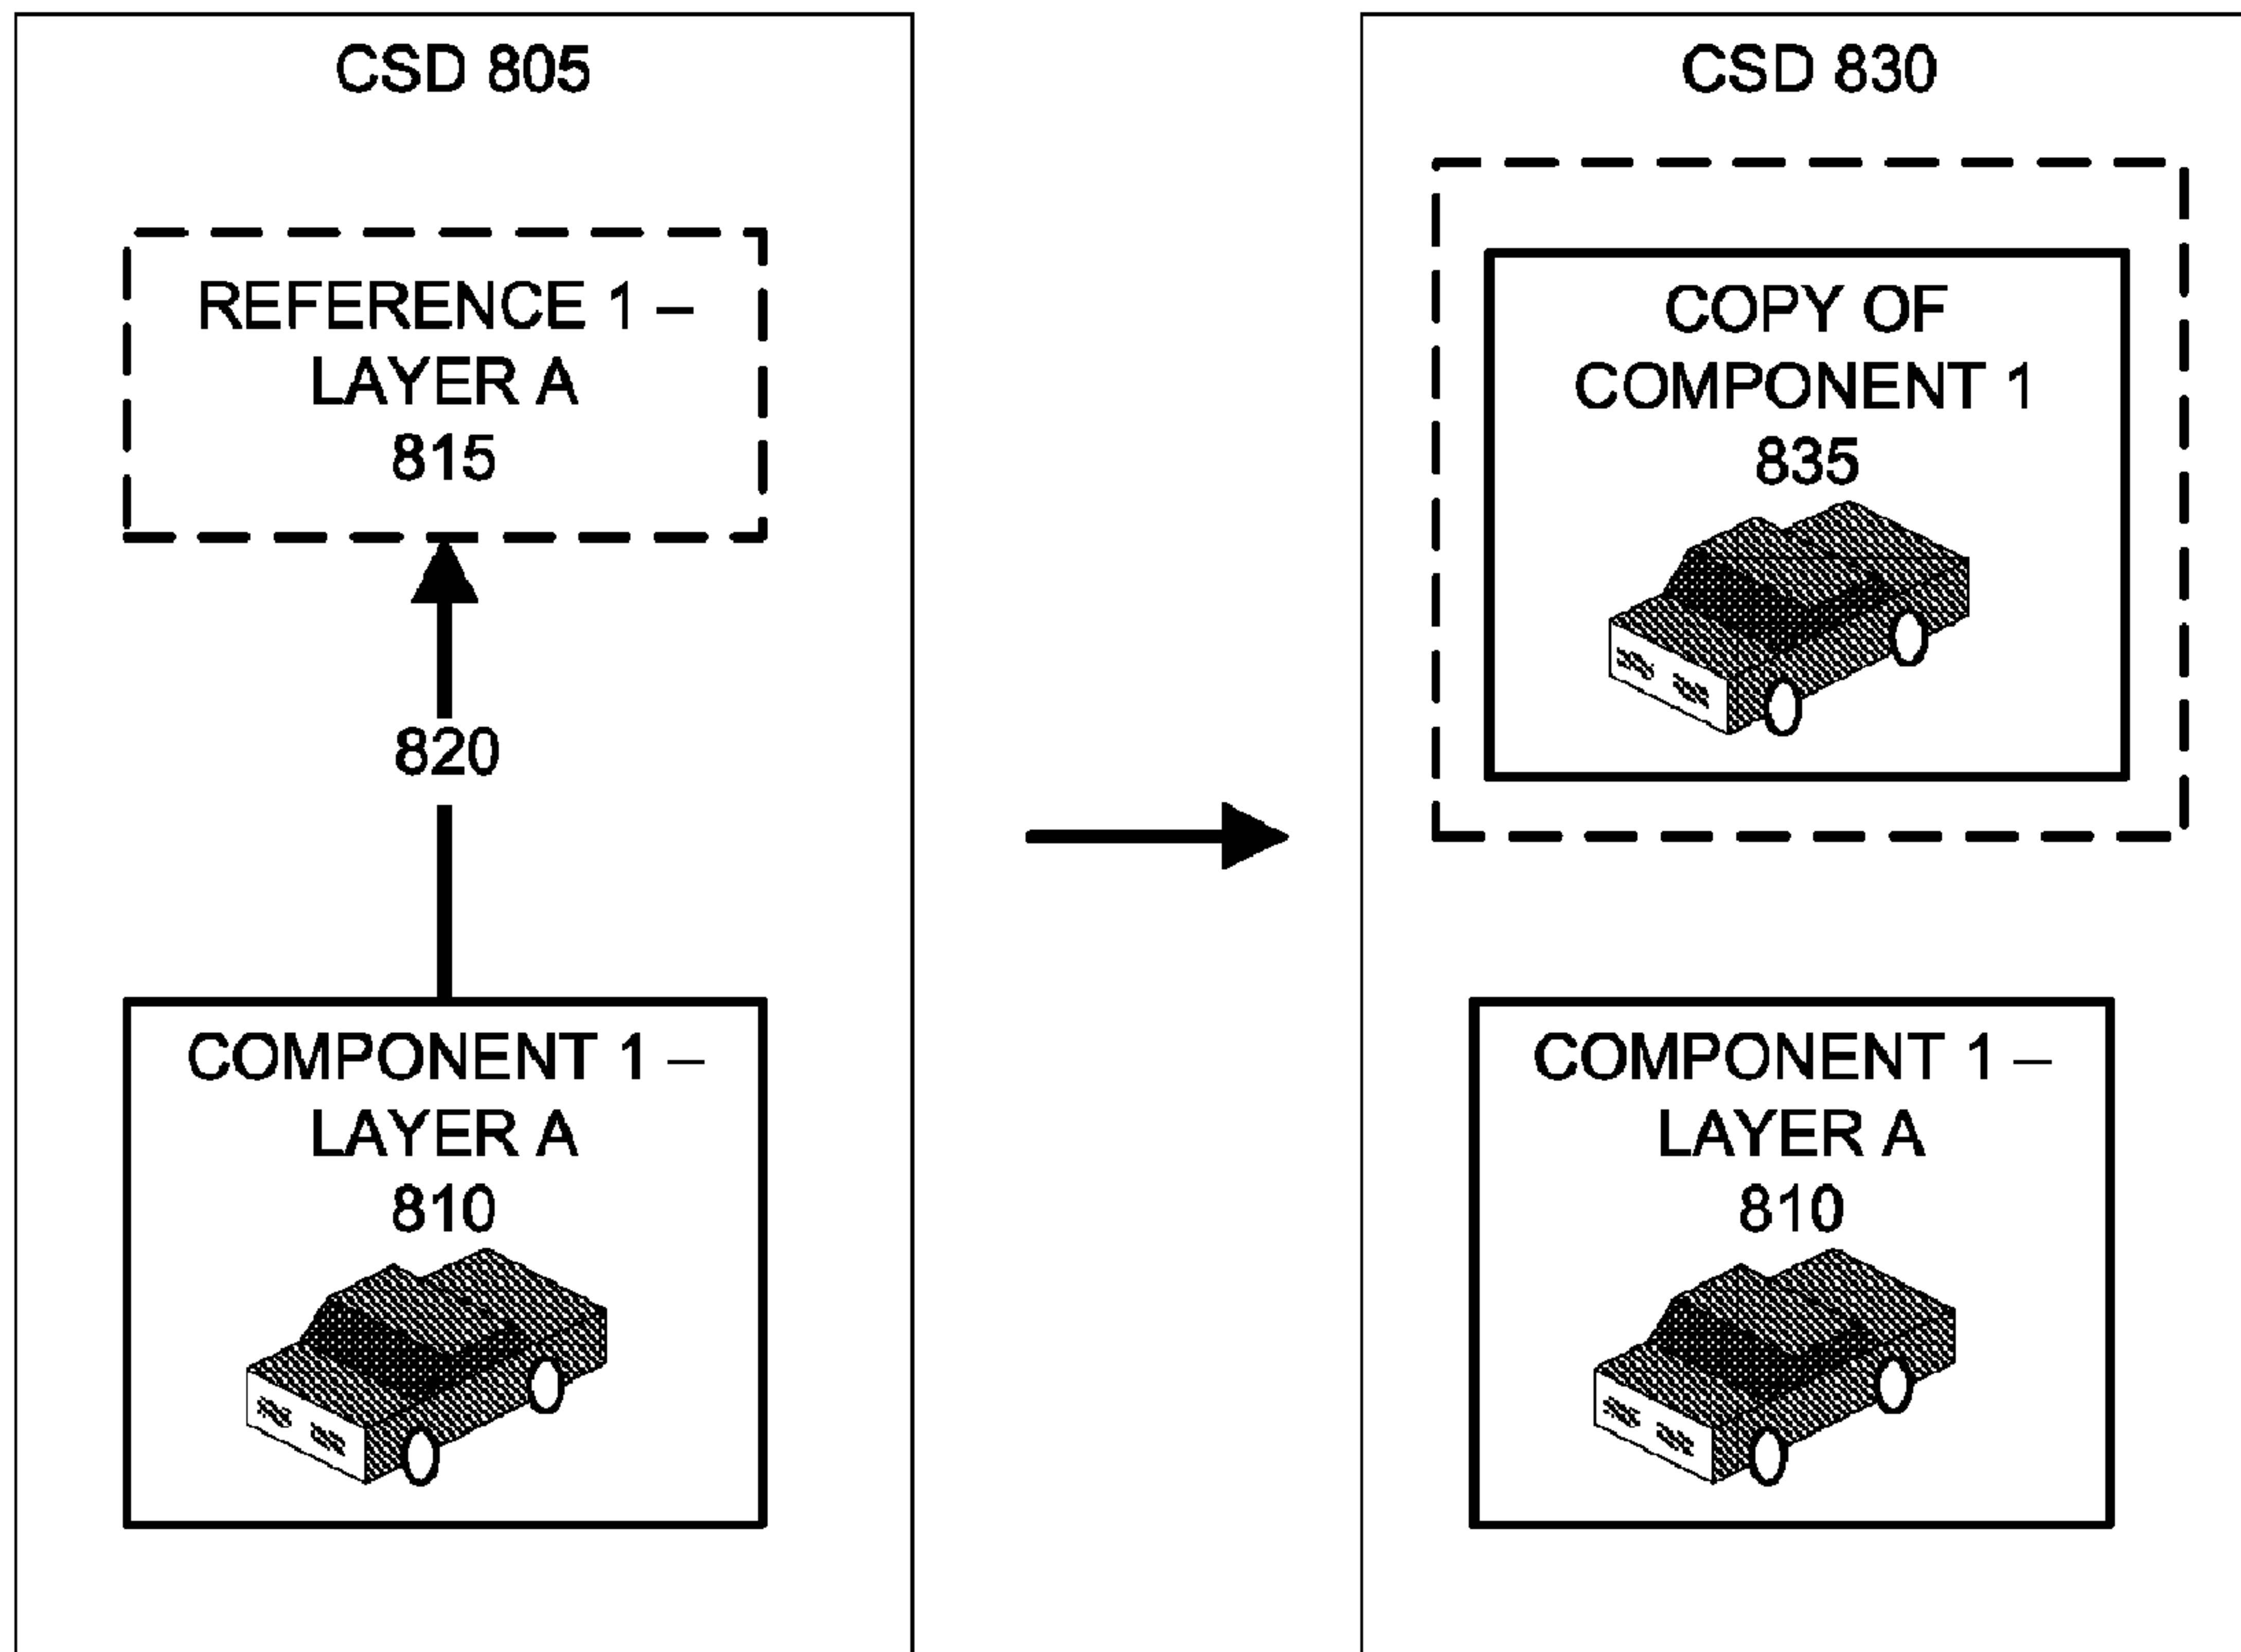 CSD 805
REFERENCE 1 –
LAYER A
815
820
COMPONENT 1 –
LAYER A
810
CSD 830
COPY OF
COMPONENT 1
835
COMPONENT 1 –
LAYER A
810